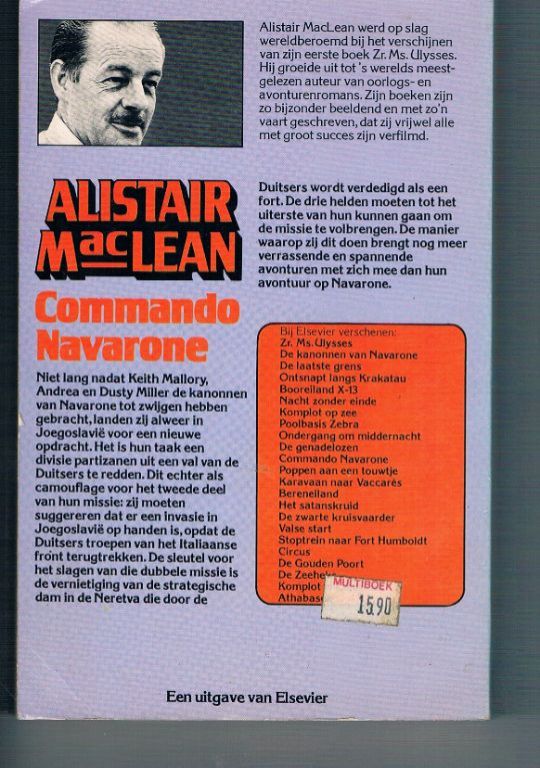 Alistair MacLean werd op slag
wereldberoemd bij het verschijnen
van zijn eerste boek Zr. Ms. Ulysses.
Hij groeide uit tot 's werelds meest-
gelezen auteur van oorlogs- en
avonturenromans. Zijn boeken zijn
zo bijzonder beeldend en met zo'n
vaart geschreven, dat zij vrijwel alle
met groot succes zijn verfilmd.
ALISTAIR
MacLEAN
Commando
Navarone
Niet lang nadat Keith Mallory,
Andrea en Dusty Miller de kanonnen
van Navarone tot zwijgen hebben
gebracht, landen zij alweer in
Joegoslavië voor een nieuwe
opdracht. Het is hun taak een
divisie partizanen uit een val van de
Duitsers te redden. Dit echter als
camouflage voor het tweede deel
van hun missie: zij moeten
suggereren dat er een invasie in
Joegoslavië op handen is, opdat de
Duitsers troepen van het Italiaanse
front terugtrekken. De sleutel voor
het slagen van die dubbele missie is
de vernietiging van de strategische
dam in de Neretva die door de
Duitsers wordt verdedigd als een
fort. De drie helden moeten tot het
uiterste van hun kunnen gaan om
de missie te volbrengen. De manier
waarop zij dit doen brengt nog meer
verrassende en spannende
avonturen met zich mee dan hun
avontuur op Navarone.
Bij Elsevier verschenen:
Zr. Ms. Ulysses
De kanonnen van Navarone
De laatste grens
Ontsnapt langs Krakatau
Booreiland X-13
Nacht zonder einde
Komplot op zee
Poolbasis Zebra
Ondergang om middernacht
De genadelozen
Commando Navarone
Poppen aan een touwtje
Karavaan naar Vaccarès
Bereneiland
Het satanskruid
De zwarte kruisvaarder
Valse start
Stoptrein naar Fort Humboldt
Circus
De Gouden Poort
De
Komplot
MULTIBOEK
15.90
Een uitgave van Elsevier